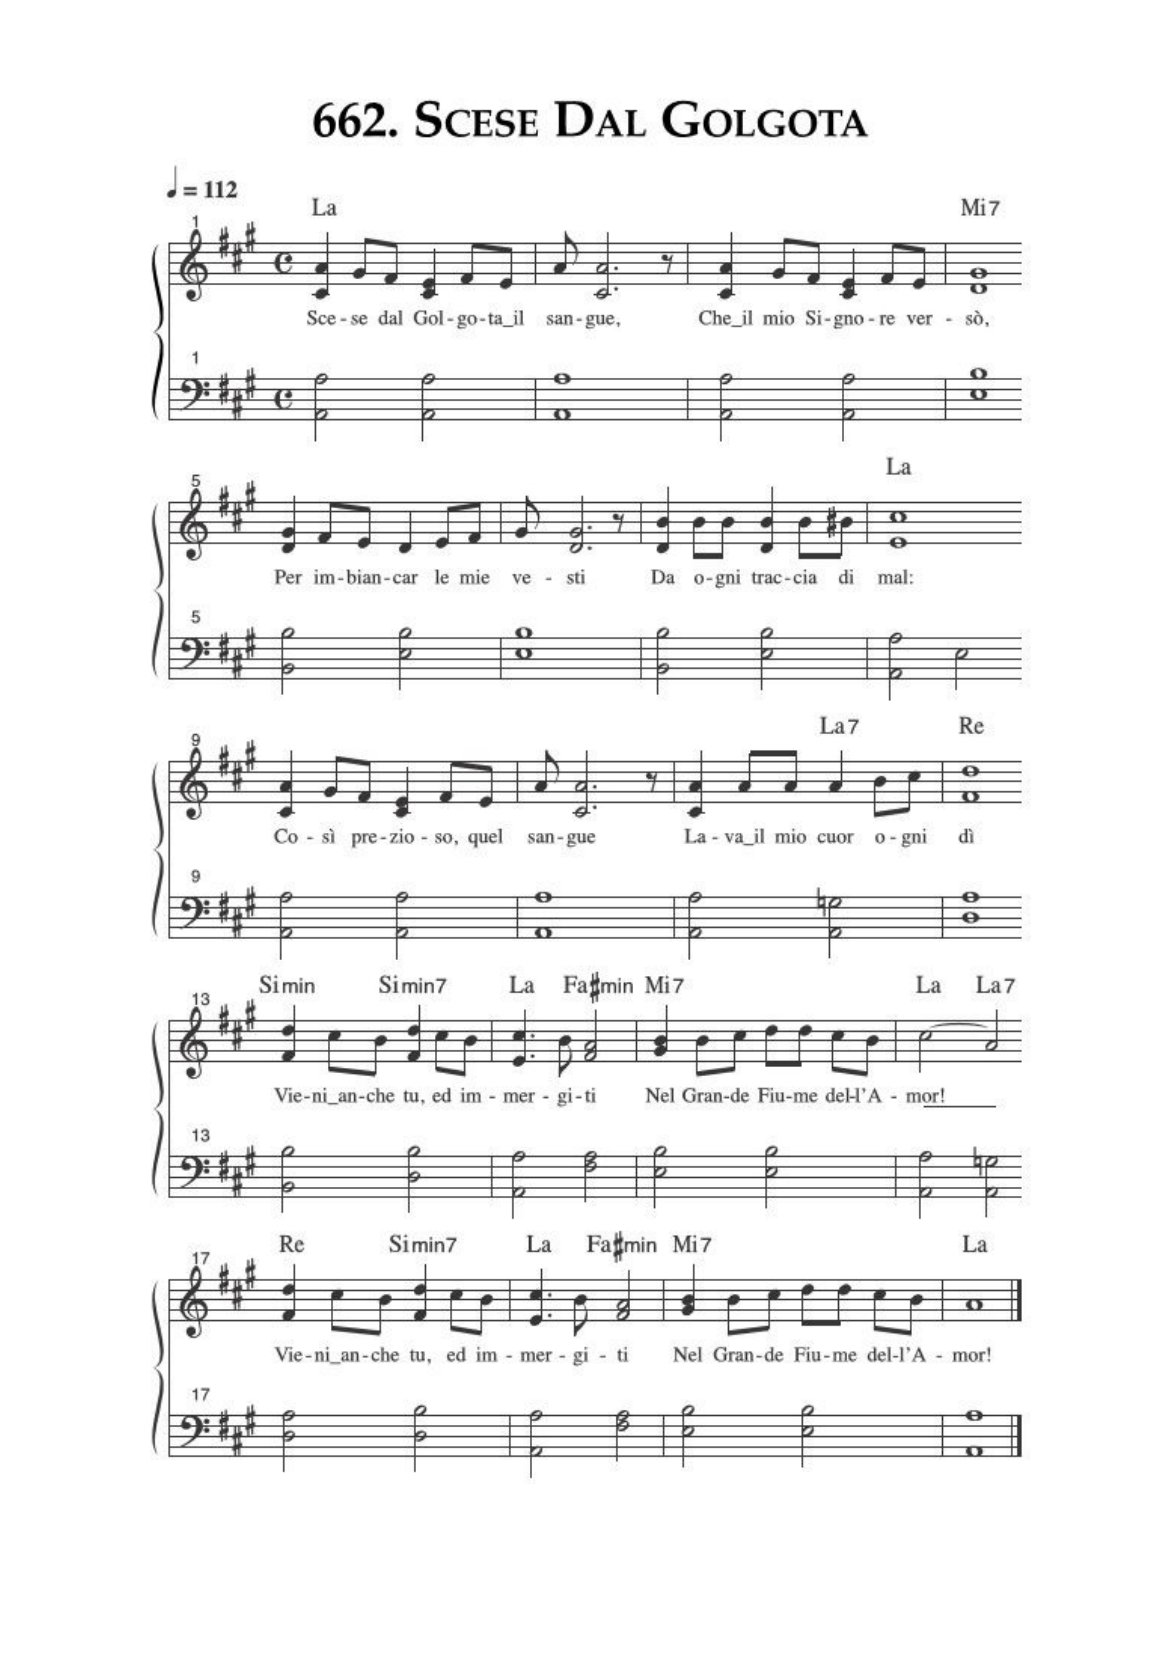 662. Scese Dal Golgota
♩= 112
La Mi7
1
Sce-se dal Gol-go-ta_il san-gue, Che_il mio Si-gno-re ver-sò,
1
La
5
Per im-bian-car le mie ve-sti Da o-gni trac-cia di mal:
5
La7 Re
9
Co-sì pre-zio-so, quel san-gue La-va_il mio cuor o-gni dì
9
Simin Simin7 La Fa♯min Mi7 La La7
13
Vie-ni_an-che tu, ed im-mer-gi-ti Nel Gran-de Fiu-me del-l'A-mor!
13
Re Simin7 La Fa♯min Mi7 La
17
Vie-ni_an-che tu, ed im-mer-gi-ti Nel Gran-de Fiu-me del-l'A-mor!
17